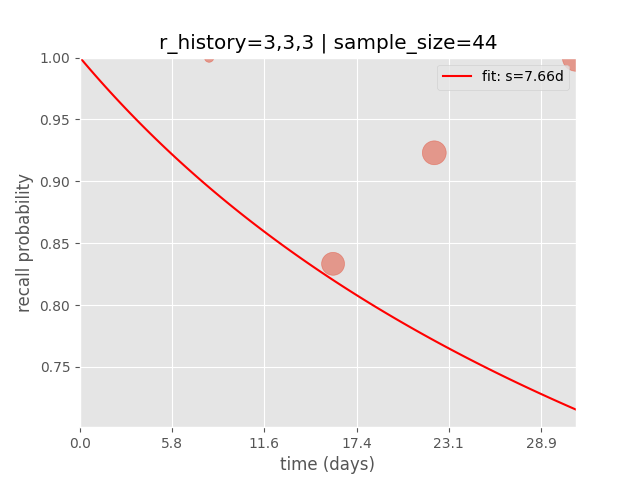 r_history=3,3,3 | sample_size=44
fit: s=7.66d
1.00
0.95
0.90
0.85
0.80
0.75
recall probability
0.0 5.8 11.6 17.4 23.1 28.9
time (days)